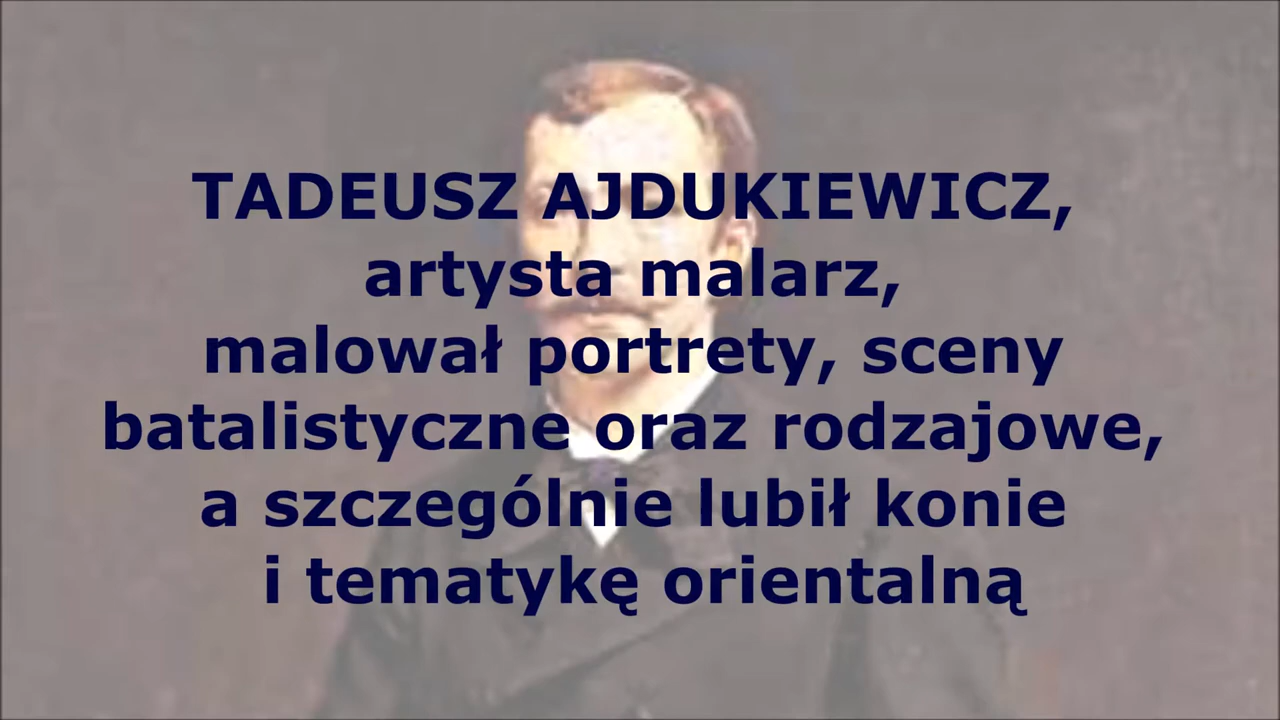 TADEUSZ AJDUKIEWICZ,
artysta malarz,
malował portrety, sceny
batalistyczne oraz rodzajowe,
a szczególnie lubił konie
i tematykę orientalną